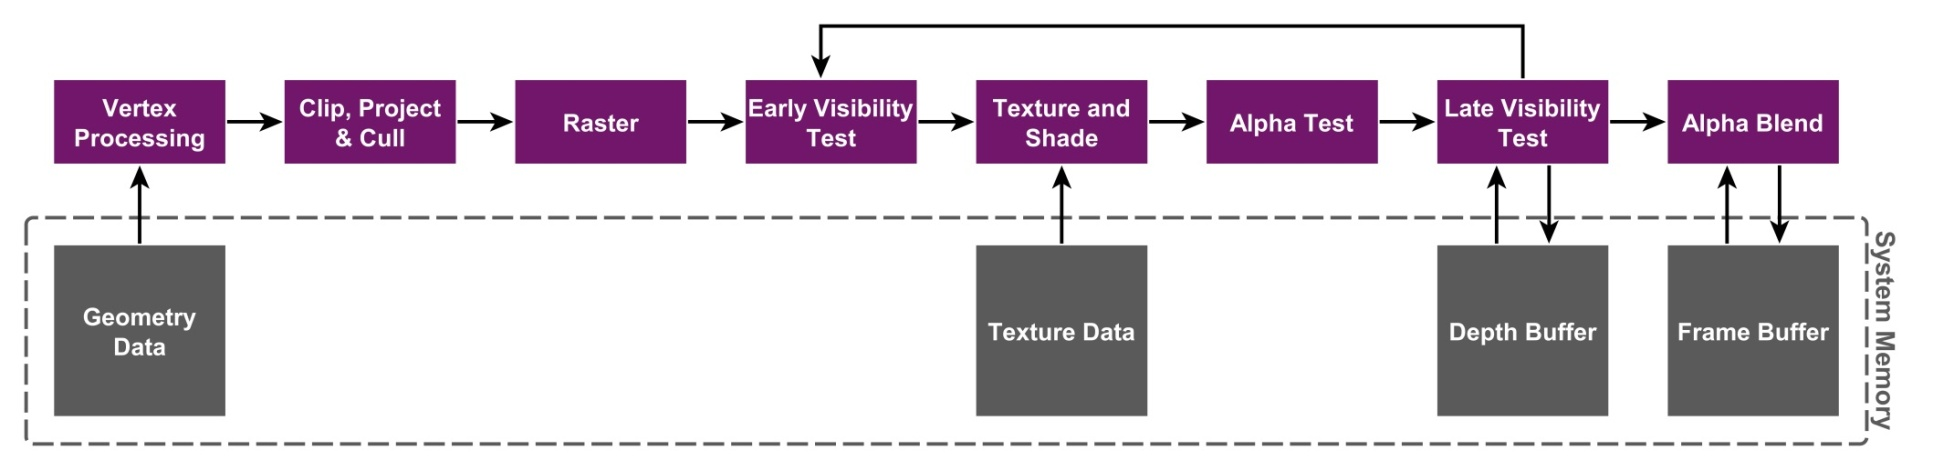 Vertex
Processing
Clip, Project
& Cull
Raster
Early Visibility
Test
Texture and
Shade
Alpha Test
Late Visibility
Test
Alpha Blend
Geometry
Data
Texture Data
Depth Buffer
Frame Buffer
System Memory